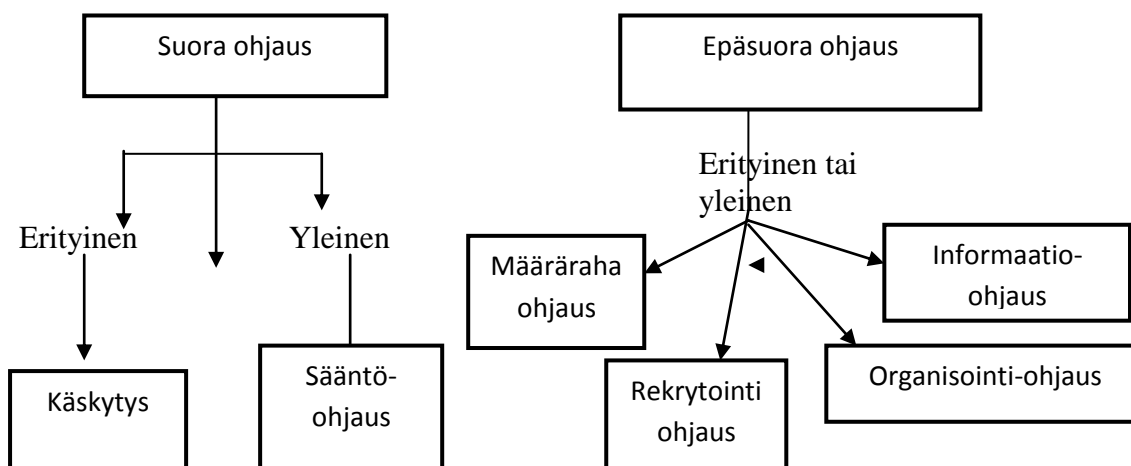 Suora ohjaus
Epäsuora ohjaus
Erityinen
Yleinen
Erityinen tai
yleinen
Käskytys
Sääntö-
ohjaus
Määräraha
ohjaus
Rekrytointi
ohjaus
Organisointi-ohjaus
Informaatio-
ohjaus